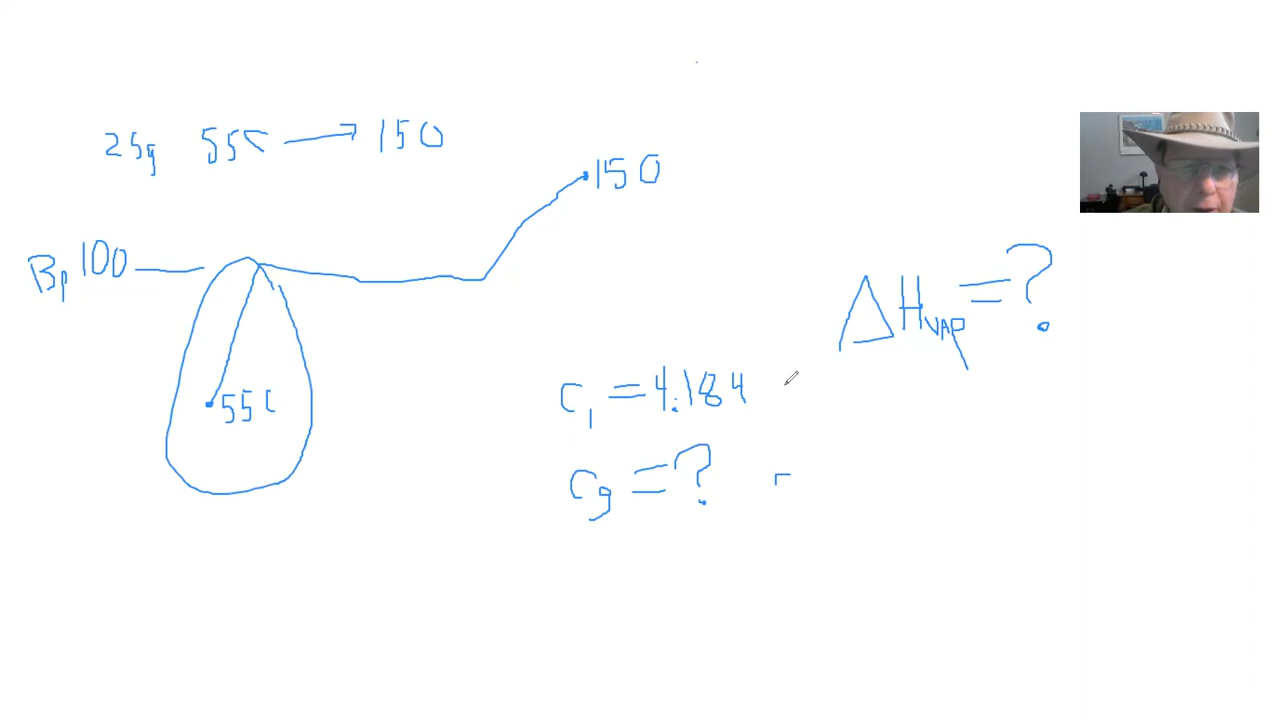 25g 55C → 150
150
Bp 100
ΔHvap = ?
55C
C1 = 4.184
Cg = ?